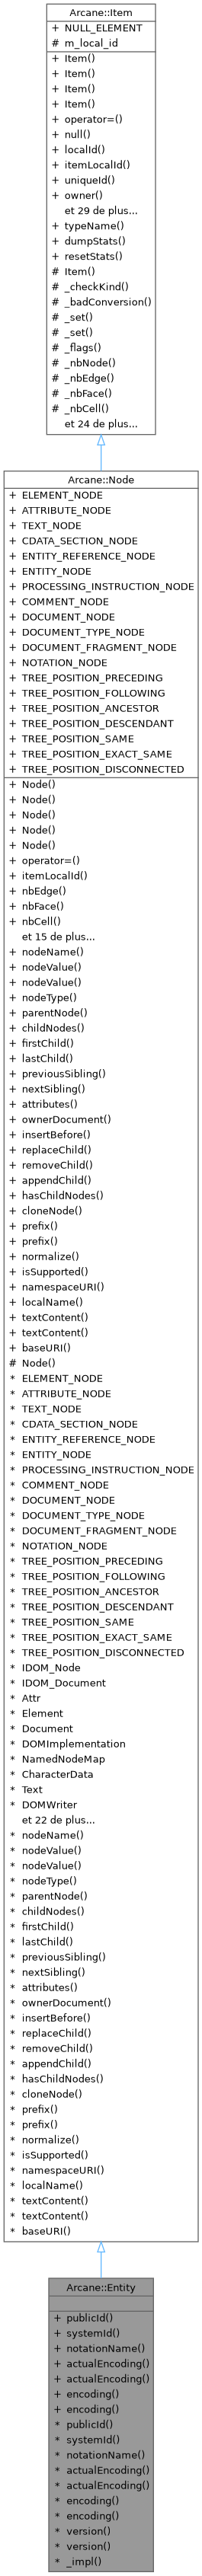 Arcane::Item
+ NULL_ELEMENT
# m_local_id
+ Item()
+ Item()
+ Item()
+ Item()
+ operator=()
+ null()
+ localId()
+ itemLocalId()
+ uniqueId()
+ owner()
et 29 de plus...
+ typeName()
+ dumpStats()
+ resetStats()
# Item()
# _checkKind()
# _badConversion()
# _set()
# _set()
# _flags()
# _nbNode()
# _nbEdge()
# _nbFace()
# _nbCell()
et 24 de plus...
Arcane::Node
+ ELEMENT_NODE
+ ATTRIBUTE_NODE
+ TEXT_NODE
+ CDATA_SECTION_NODE
+ ENTITY_REFERENCE_NODE
+ ENTITY_NODE
+ PROCESSING_INSTRUCTION_NODE
+ COMMENT_NODE
+ DOCUMENT_NODE
+ DOCUMENT_TYPE_NODE
+ DOCUMENT_FRAGMENT_NODE
+ NOTATION_NODE
+ TREE_POSITION_PRECEDING
+ TREE_POSITION_FOLLOWING
+ TREE_POSITION_ANCESTOR
+ TREE_POSITION_DESCENDANT
+ TREE_POSITION_SAME
+ TREE_POSITION_EXACT_SAME
+ TREE_POSITION_DISCONNECTED
+ Node()
+ Node()
+ Node()
+ Node()
+ Node()
+ operator=()
+ itemLocalId()
+ nbEdge()
+ nbFace()
+ nbCell()
et 15 de plus...
+ nodeName()
+ nodeValue()
+ nodeValue()
+ nodeType()
+ parentNode()
+ childNodes()
+ firstChild()
+ lastChild()
+ previousSibling()
+ nextSibling()
+ attributes()
+ ownerDocument()
+ insertBefore()
+ replaceChild()
+ removeChild()
+ appendChild()
+ hasChildNodes()
+ cloneNode()
+ prefix()
+ prefix()
+ normalize()
+ isSupported()
+ namespaceURI()
+ localName()
+ textContent()
+ textContent()
+ baseURI()
# Node()
* ELEMENT_NODE
* ATTRIBUTE_NODE
* TEXT_NODE
* CDATA_SECTION_NODE
* ENTITY_REFERENCE_NODE
* ENTITY_NODE
* PROCESSING_INSTRUCTION_NODE
* COMMENT_NODE
* DOCUMENT_NODE
* DOCUMENT_TYPE_NODE
* DOCUMENT_FRAGMENT_NODE
* NOTATION_NODE
* TREE_POSITION_PRECEDING
* TREE_POSITION_FOLLOWING
* TREE_POSITION_ANCESTOR
* TREE_POSITION_DESCENDANT
* TREE_POSITION_SAME
* TREE_POSITION_EXACT_SAME
* TREE_POSITION_DISCONNECTED
* IDOM_Node
* IDOM_Document
* Attr
* Element
* Document
* DOMImplementation
* NamedNodeMap
* CharacterData
* Text
* DOMWriter
et 22 de plus...
* nodeName()
* nodeValue()
* nodeValue()
* nodeType()
* parentNode()
* childNodes()
* firstChild()
* lastChild()
* previousSibling()
* nextSibling()
* attributes()
* ownerDocument()
* insertBefore()
* replaceChild()
* removeChild()
* appendChild()
* hasChildNodes()
* cloneNode()
* prefix()
* prefix()
* normalize()
* isSupported()
* namespaceURI()
* localName()
* textContent()
* textContent()
* baseURI()
Arcane::Entity
+ publicId()
+ systemId()
+ notationName()
+ actualEncoding()
+ actualEncoding()
+ encoding()
+ encoding()
* publicId()
* systemId()
* notationName()
* actualEncoding()
* actualEncoding()
* encoding()
* encoding()
* version()
* version()
* _impl()